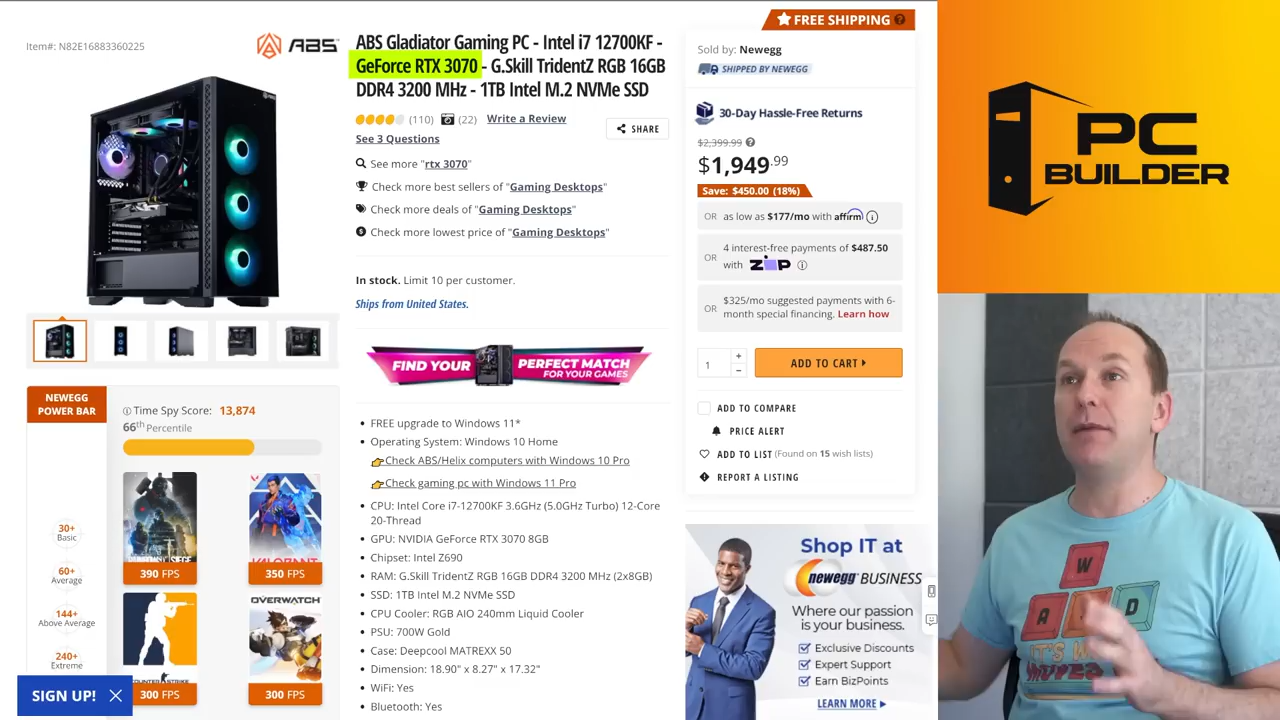 Item#: N82E16883360225
ABS
ABS Gladiator Gaming PC - Intel i7 12700KF -
GeForce RTX 3070 - G.Skill TridentZ RGB 16GB
DDR4 3200 MHz - 1TB Intel M.2 NVMe SSD
(110) (22) Write a Review
See 3 Questions
SHARE
See more "rtx 3070"
Check more best sellers of "Gaming Desktops"
Check more deals of "Gaming Desktops"
Check more lowest price of "Gaming Desktops"
In stock. Limit 10 per customer.
Ships from United States.
FIND YOUR PERFECT MATCH
FOR YOUR GAMES
FREE upgrade to Windows 11*
Operating System: Windows 10 Home
Check ABS/Helix computers with Windows 10 Pro
Check gaming pc with Windows 11 Pro
CPU: Intel Core i7-12700KF 3.6GHz (5.0GHz Turbo) 12-Core
20-Thread
GPU: NVIDIA GeForce RTX 3070 8GB
Chipset: Intel Z690
RAM: G.Skill TridentZ RGB 16GB DDR4 3200 MHz (2x8GB)
SSD: 1TB Intel M.2 NVMe SSD
CPU Cooler: RGB AIO 240mm Liquid Cooler
PSU: 700W Gold
Case: Deepcool MATREXX 50
Dimension: 18.90" x 8.27" x 17.32"
WiFi: Yes
Bluetooth: Yes
NEWEGG
POWER BAR
Time Spy Score: 13,874
66th Percentile
30+
Basic
60+
Average
144+
Above Average
240+
Extreme
390 FPS
VALORANT
350 FPS
COUNTER STRIKE
300 FPS
OVERWATCH
300 FPS
SIGN UP!
FREE SHIPPING
Sold by: Newegg
SHIPPED BY NEWEGG
30-Day Hassle-Free Returns
$2,399.99
$1,949.99
Save: $450.00 (18%)
OR as low as $177/mo with affirm
OR 4 interest-free payments of $487.50
with ZIP
OR $325/mo suggested payments with 6-
month special financing. Learn how
1
ADD TO CART
ADD TO COMPARE
PRICE ALERT
ADD TO LIST (Found on 15 wish lists)
REPORT A LISTING
Shop IT at
newegg BUSINESS
Where our passion
is your business.
Exclusive Discounts
Expert Support
Earn BizPoints
LEARN MORE
PC
BUILDER
W
A
D
IT'S